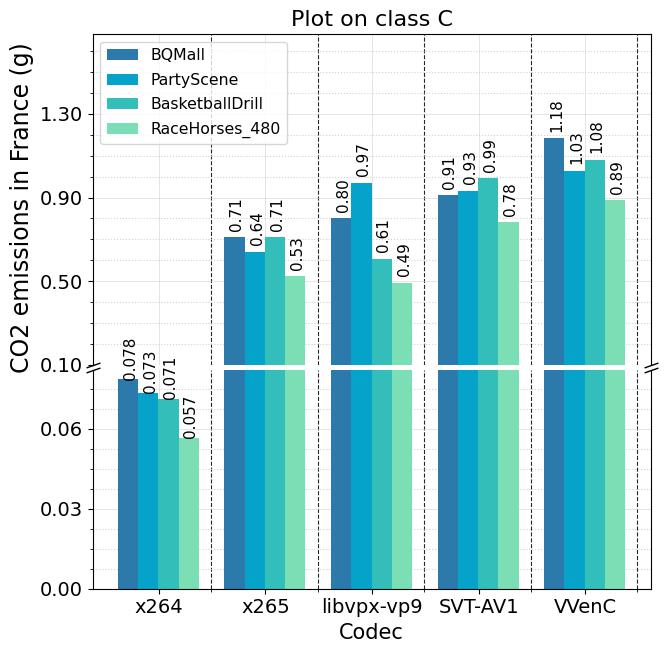 Plot on class C
CO2 emissions in France (g)
BQMall
PartyScene
BasketballDrill
RaceHorses_480
1.30
0.90
0.50
0.10
0.06
0.03
0.00
0.078
0.073
0.071
0.057
0.71
0.64
0.71
0.53
0.80
0.97
0.61
0.49
0.91
0.93
0.99
0.78
1.18
1.03
1.08
0.89
x264
x265
libvpx-vp9
SVT-AV1
VVenC
Codec